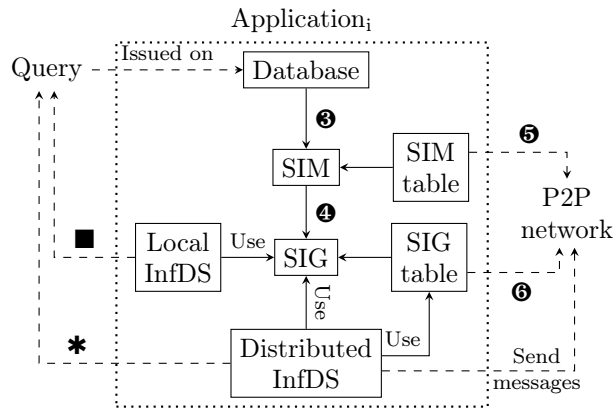 Application_i
Issued on
Query
Database
❸
SIM
SIM
table
❺
P2P
network
❹
■
Local
InfDS
Use
SIG
SIG
table
❻
Use
✱
Distributed
InfDS
Use
Send
messages